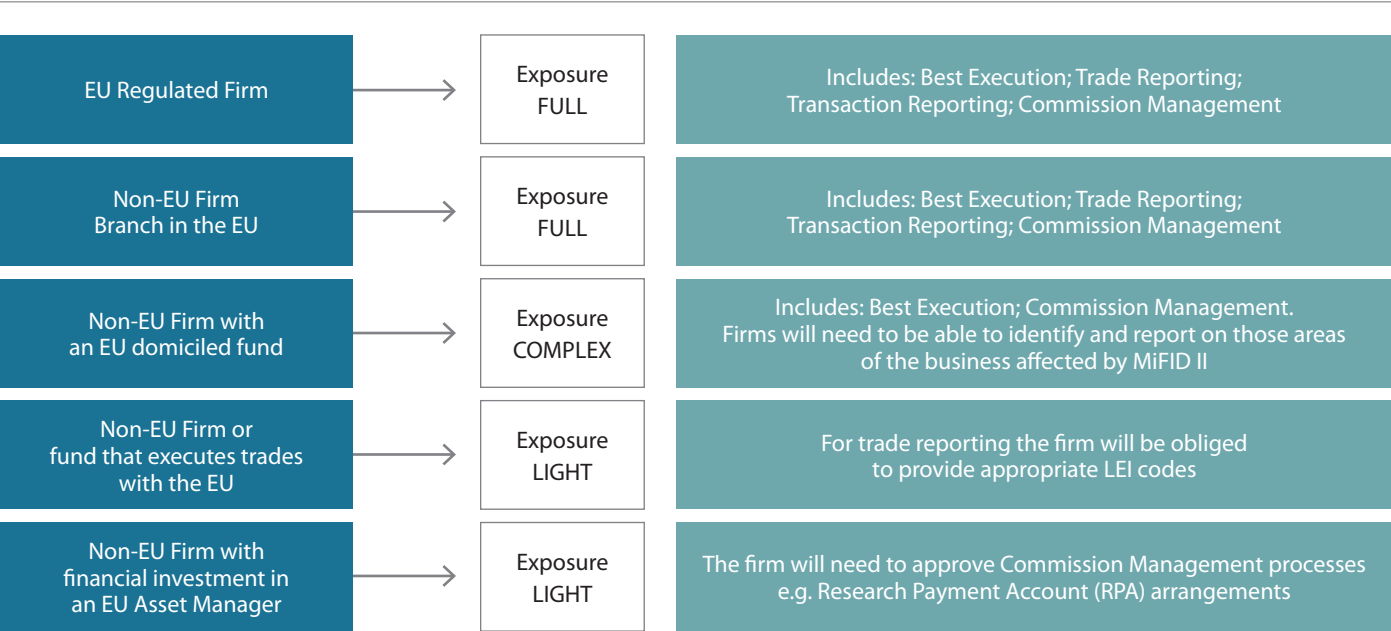 EU Regulated Firm
Exposure
FULL
Includes: Best Execution; Trade Reporting;
Transaction Reporting; Commission Management
Non-EU Firm
Branch in the EU
Exposure
FULL
Includes: Best Execution; Trade Reporting;
Transaction Reporting; Commission Management
Non-EU Firm with
an EU domiciled fund
Exposure
COMPLEX
Includes: Best Execution; Commission Management.
Firms will need to be able to identify and report on those areas
of the business affected by MiFID II
Non-EU Firm or
fund that executes trades
with the EU
Exposure
LIGHT
For trade reporting the firm will be obliged
to provide appropriate LEI codes
Non-EU Firm with
financial investment in
an EU Asset Manager
Exposure
LIGHT
The firm will need to approve Commission Management processes
e.g. Research Payment Account (RPA) arrangements